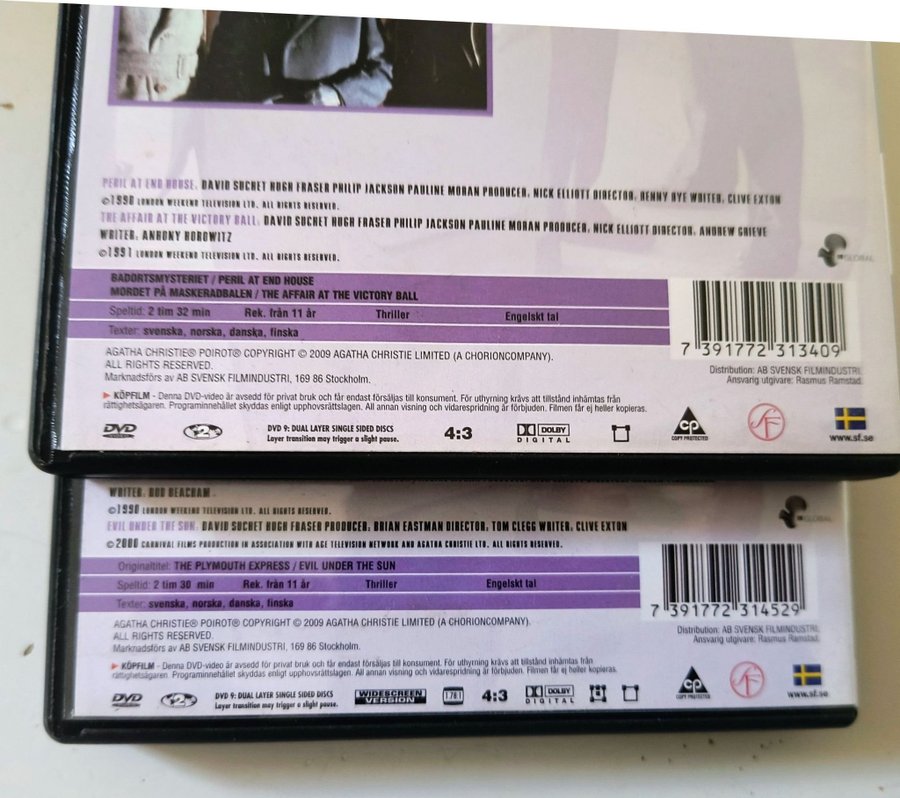 PERIL AT END HOUSE. DAVID SUCHET HUGH FRASER PHILIP JACKSON PAULINE MORAN PRODUCER, NICK ELLIOTT DIRECTOR, RENNY RYE WRITER, CLIVE EXTON
©1990 LONDON WEEKEND TELEVISION LTD. ALL RIGHTS RESERVED.
THE AFFAIR AT THE VICTORY BALL. DAVID SUCHET HUGH FRASER PHILIP JACKSON PAULINE MORAN PRODUCER, NICK ELLIOTT DIRECTOR, ANDREW GRIEVE
WRITER, ANHONY HOROWITZ
©1991 LONDON WEEKEND TELEVISION LTD. ALL RIGHTS RESERVED.
GLOBAL
BADORTSMYSTERIET / PERIL AT END HOUSE
MORDET PÅ MASKERADBALEN / THE AFFAIR AT THE VICTORY BALL
Speltid: 2 tim 32 min Rek. från 11 år Thriller Engelskt tal
Texter: svenska, norska, danska, finska
7 391772 313409
AGATHA CHRISTIE® POIROT® COPYRIGHT © 2009 AGATHA CHRISTIE LIMITED (A CHORIONCOMPANY).
ALL RIGHTS RESERVED.
Marknadsförs av AB SVENSK FILMINDUSTRI, 169 86 Stockholm.
Distribution: AB SVENSK FILMINDUSTRI
Ansvarig utgivare: Rasmus Ramstad.
KÖPFILM - Denna DVD-video är avsedd för privat bruk och får endast försäljas till konsument. För uthyrning krävs att tillstånd inhämtas från
rättighetsägaren. Programinnehållet skyddas enligt upphovsrättslagen. All annan visning och vidarespridning är förbjuden. Filmen får ej heller kopieras.
DVD VIDEO 2 DVD 9: DUAL LAYER SINGLE SIDED DISCS
Layer transition may trigger a slight pause.
4:3 DOLBY DIGITAL CP COPY PROTECTED SF www.sf.se
WRITER, ROD BEACHAM
©1990 LONDON WEEKEND TELEVISION LTD. ALL RIGHTS RESERVED.
EVIL UNDER THE SUN. DAVID SUCHET HUGH FRASER PRODUCER, BRIAN EASTMAN DIRECTOR, TOM CLEGG WRITER, CLIVE EXTON
©2000 CARNIVAL FILMS PRODUCTION IN ASSOCIATION WITH A&E TELEVISION NETWORK AND AGATHA CHRISTIE LTD. ALL RIGHTS RESERVED.
GLOBAL
Originaltitel: THE PLYMOUTH EXPRESS / EVIL UNDER THE SUN
Speltid: 2 tim 30 min Rek. från 11 år Thriller Engelskt tal
Texter: svenska, norska, danska, finska
7 391772 314529
AGATHA CHRISTIE® POIROT® COPYRIGHT © 2009 AGATHA CHRISTIE LIMITED (A CHORIONCOMPANY).
ALL RIGHTS RESERVED.
Marknadsförs av AB SVENSK FILMINDUSTRI, 169 86 Stockholm.
Distribution: AB SVENSK FILMINDUSTRI
Ansvarig utgivare: Rasmus Ramstad.
KÖPFILM - Denna DVD-video är avsedd för privat bruk och får endast försäljas till konsument. För uthyrning krävs att tillstånd inhämtas från
rättighetsägaren. Programinnehållet skyddas enligt upphovsrättslagen. All annan visning och vidarespridning är förbjuden. Filmen får ej heller kopieras.
DVD VIDEO 2 DVD 9: DUAL LAYER SINGLE SIDED DISCS
Layer transition may trigger a slight pause.
WIDESCREEN VERSION 1.78:1 4:3 DOLBY DIGITAL CP COPY PROTECTED SF www.sf.se